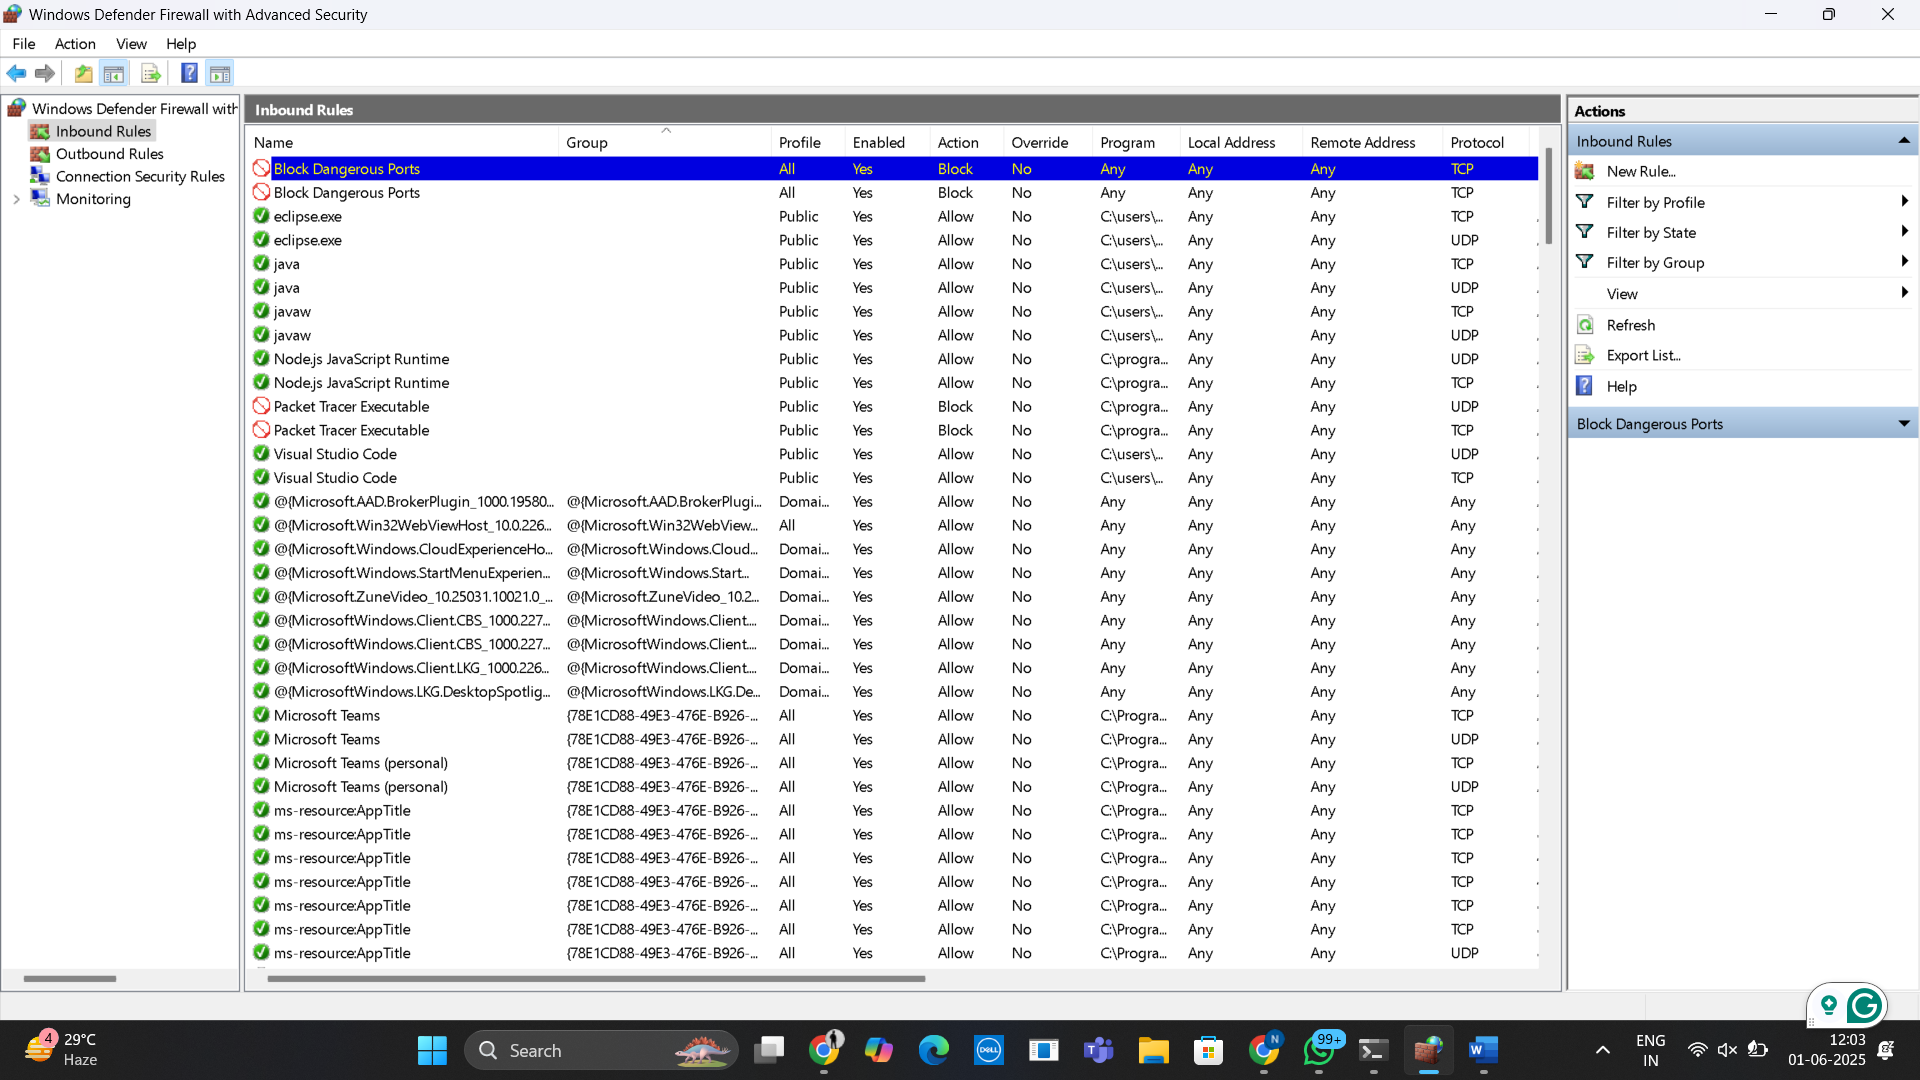 Windows Defender Firewall with Advanced Security
File Action View Help
Windows Defender Firewall with
Inbound Rules
Outbound Rules
Connection Security Rules
Monitoring
Inbound Rules
Name Group Profile Enabled Action Override Program Local Address Remote Address Protocol
Block Dangerous Ports All Yes Block No Any Any Any TCP
Block Dangerous Ports All Yes Block No Any Any Any TCP
eclipse.exe Public Yes Allow No C:\users\... Any Any TCP
eclipse.exe Public Yes Allow No C:\users\... Any Any UDP
java Public Yes Allow No C:\users\... Any Any TCP
java Public Yes Allow No C:\users\... Any Any UDP
javaw Public Yes Allow No C:\users\... Any Any TCP
javaw Public Yes Allow No C:\users\... Any Any UDP
Node.js JavaScript Runtime Public Yes Allow No C:\progra... Any Any UDP
Node.js JavaScript Runtime Public Yes Allow No C:\progra... Any Any TCP
Packet Tracer Executable Public Yes Block No C:\progra... Any Any UDP
Packet Tracer Executable Public Yes Block No C:\progra... Any Any TCP
Visual Studio Code Public Yes Allow No C:\users\... Any Any UDP
Visual Studio Code Public Yes Allow No C:\users\... Any Any TCP
@{Microsoft.AAD.BrokerPlugin_1000.19580... @{Microsoft.AAD.BrokerPlugi... Domai... Yes Allow No Any Any Any Any
@{Microsoft.Win32WebViewHost_10.0.226... @{Microsoft.Win32WebView... All Yes Allow No Any Any Any Any
@{Microsoft.Windows.CloudExperienceHo... @{Microsoft.Windows.Cloud... Domai... Yes Allow No Any Any Any Any
@{Microsoft.Windows.StartMenuExperien... @{Microsoft.Windows.Start... Domai... Yes Allow No Any Any Any Any
@{Microsoft.ZuneVideo_10.25031.10021.0_... @{Microsoft.ZuneVideo_10.2... Domai... Yes Allow No Any Any Any Any
@{MicrosoftWindows.Client.CBS_1000.227... @{MicrosoftWindows.Client.... Domai... Yes Allow No Any Any Any Any
@{MicrosoftWindows.Client.CBS_1000.227... @{MicrosoftWindows.Client.... Domai... Yes Allow No Any Any Any Any
@{MicrosoftWindows.Client.LKG_1000.226... @{MicrosoftWindows.Client.... Domai... Yes Allow No Any Any Any Any
@{MicrosoftWindows.LKG.DesktopSpotlig... @{MicrosoftWindows.LKG.De... Domai... Yes Allow No Any Any Any Any
Microsoft Teams {78E1CD88-49E3-476E-B926-... All Yes Allow No C:\Progra... Any Any TCP
Microsoft Teams {78E1CD88-49E3-476E-B926-... All Yes Allow No C:\Progra... Any Any UDP
Microsoft Teams (personal) {78E1CD88-49E3-476E-B926-... All Yes Allow No C:\Progra... Any Any TCP
Microsoft Teams (personal) {78E1CD88-49E3-476E-B926-... All Yes Allow No C:\Progra... Any Any UDP
ms-resource:AppTitle {78E1CD88-49E3-476E-B926-... All Yes Allow No C:\Progra... Any Any TCP
ms-resource:AppTitle {78E1CD88-49E3-476E-B926-... All Yes Allow No C:\Progra... Any Any TCP
ms-resource:AppTitle {78E1CD88-49E3-476E-B926-... All Yes Allow No C:\Progra... Any Any TCP
ms-resource:AppTitle {78E1CD88-49E3-476E-B926-... All Yes Allow No C:\Progra... Any Any TCP
ms-resource:AppTitle {78E1CD88-49E3-476E-B926-... All Yes Allow No C:\Progra... Any Any TCP
ms-resource:AppTitle {78E1CD88-49E3-476E-B926-... All Yes Allow No C:\Progra... Any Any TCP
ms-resource:AppTitle {78E1CD88-49E3-476E-B926-... All Yes Allow No C:\Progra... Any Any UDP
Actions
Inbound Rules
New Rule...
Filter by Profile
Filter by State
Filter by Group
View
Refresh
Export List...
Help
Block Dangerous Ports
4
29°C
Haze
Search
DELL
N
99+
ENG
IN
12:03
01-06-2025